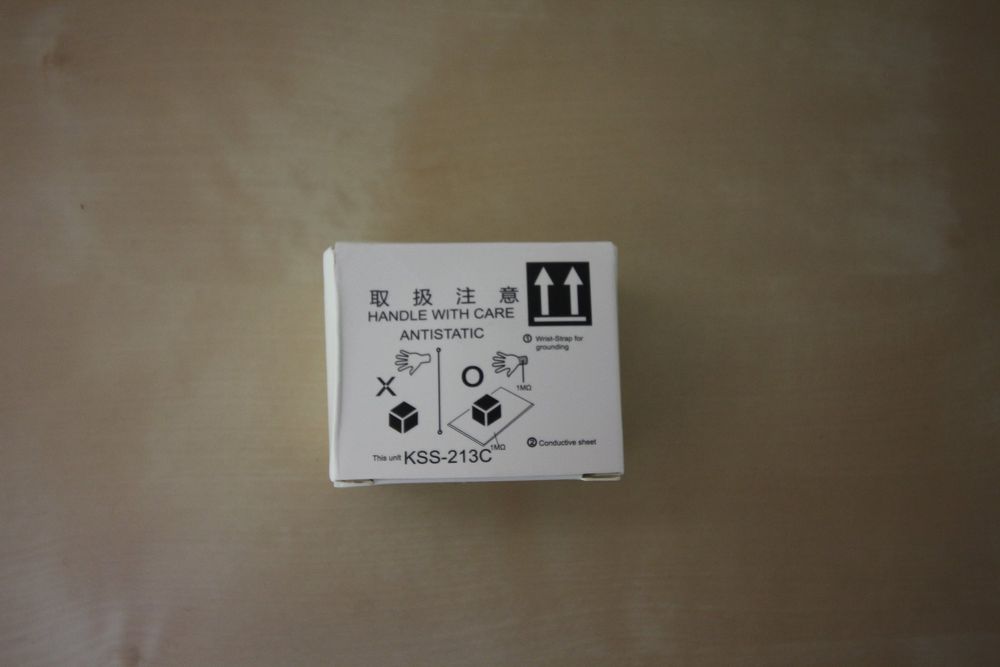 取扱注意
HANDLE WITH CARE
ANTISTATIC
① Wrist-Strap for
grounding
X
O
1MΩ
1MΩ
② Conductive sheet
This unit KSS-213C